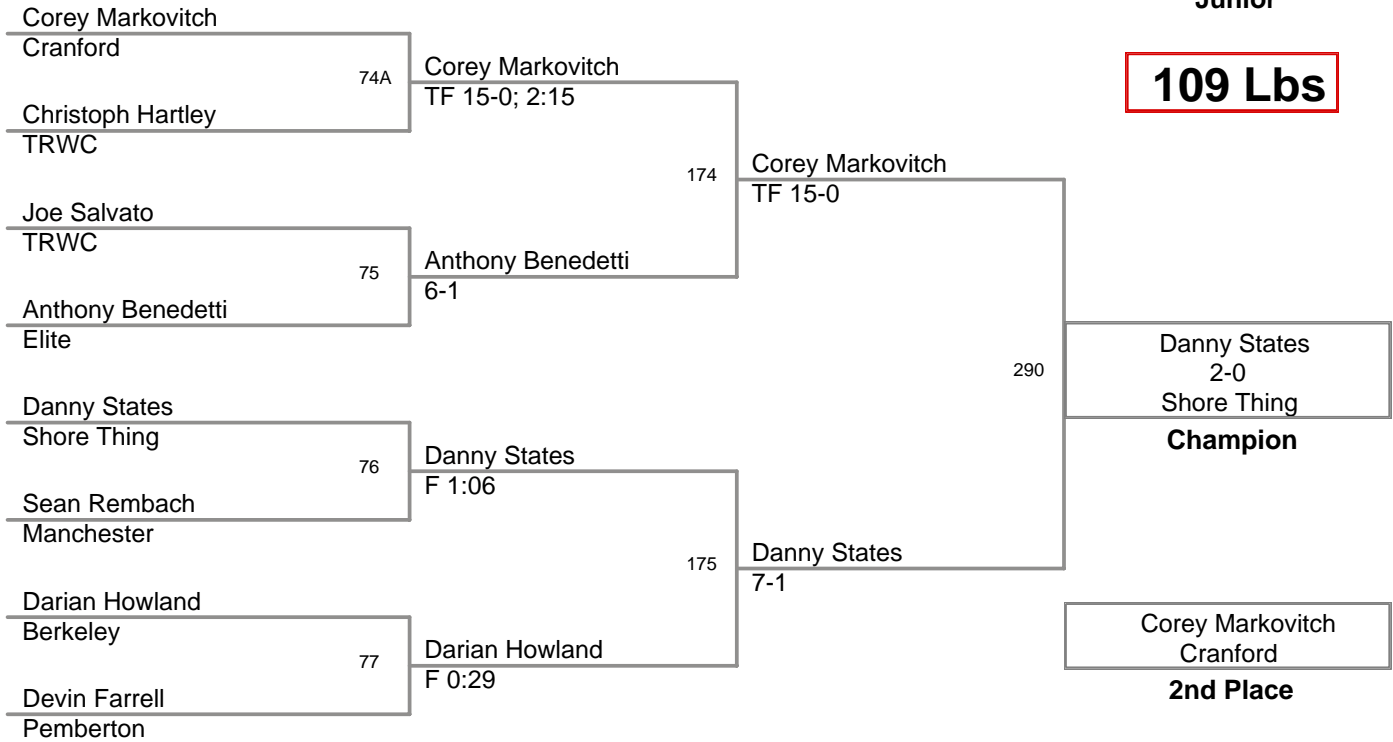 Junior
109 Lbs
Corey Markovitch
Cranford
74A
Christoph Hartley
TRWC
Corey Markovitch
TF 15-0; 2:15
Joe Salvato
TRWC
75
Anthony Benedetti
Elite
Anthony Benedetti
6-1
174
Corey Markovitch
TF 15-0
Danny States
Shore Thing
76
Sean Rembach
Manchester
Danny States
F 1:06
Darian Howland
Berkeley
77
Devin Farrell
Pemberton
Darian Howland
F 0:29
175
Danny States
7-1
290
Danny States
2-0
Shore Thing
Champion
Corey Markovitch
Cranford
2nd Place